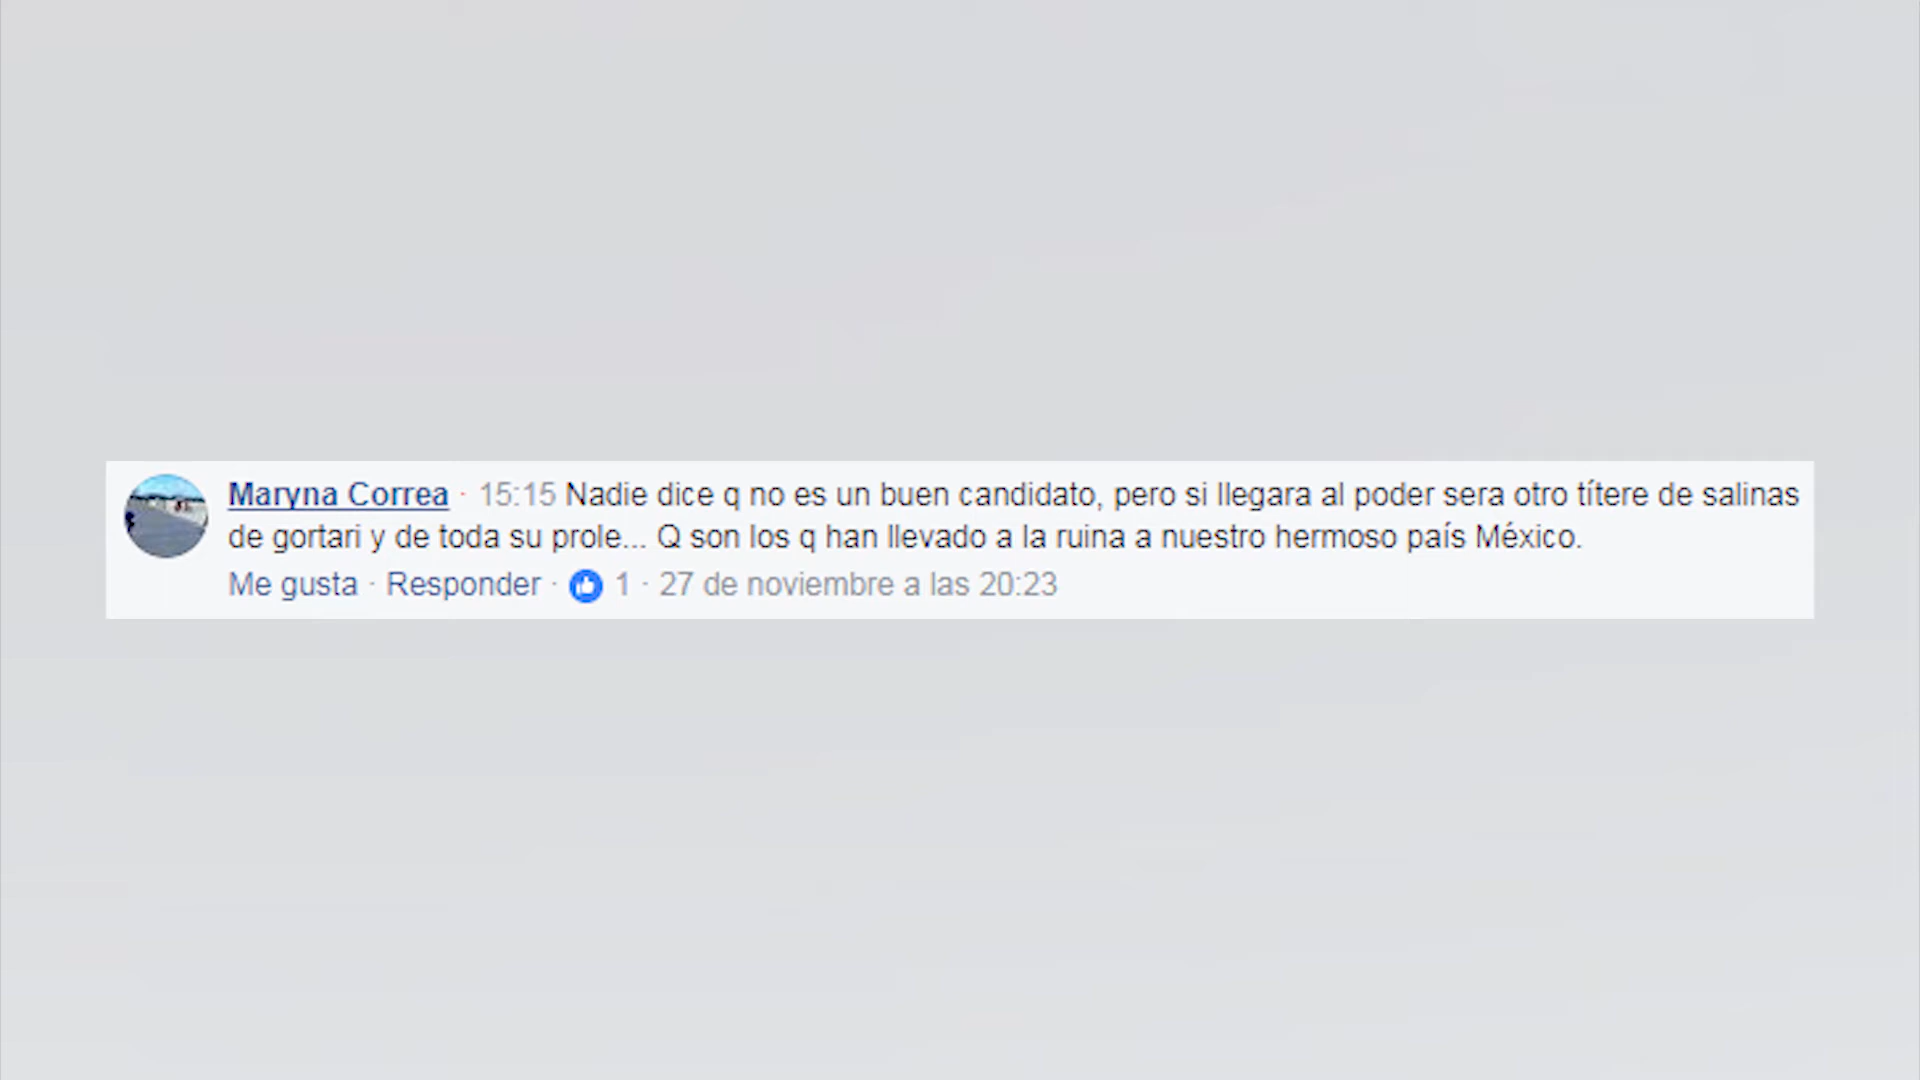 Maryna Correa · 15:15 Nadie dice q no es un buen candidato, pero si llegara al poder sera otro títere de salinas
de gortari y de toda su prole... Q son los q han llevado a la ruina a nuestro hermoso país México.
Me gusta · Responder · 1 · 27 de noviembre a las 20:23